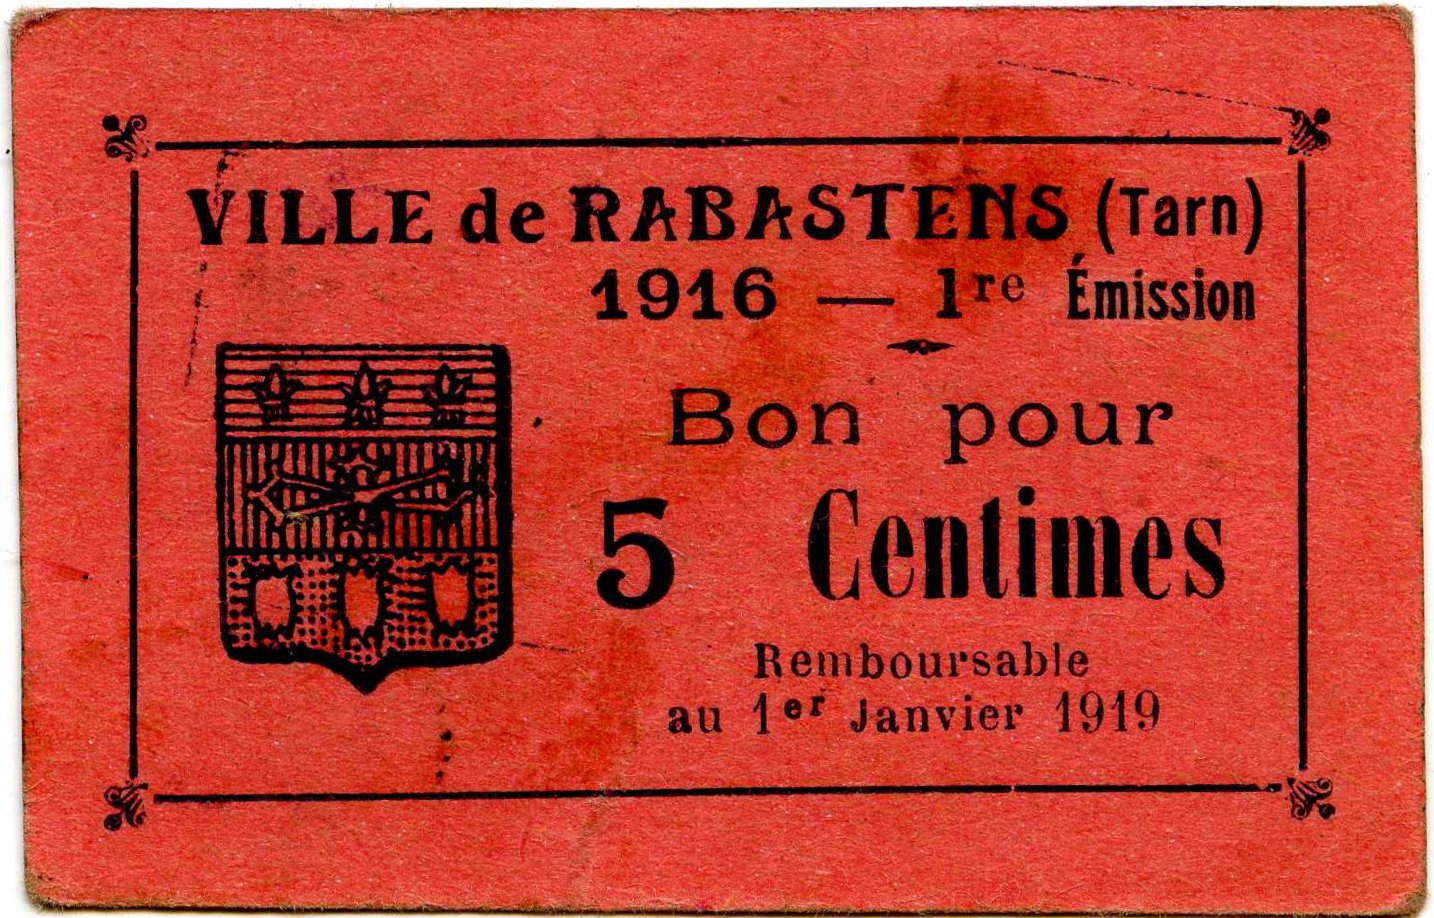 VILLE de RABASTENS (Tarn)
1916 — 1re Émission
Bon pour
5 Centimes
Remboursable
au 1er Janvier 1919